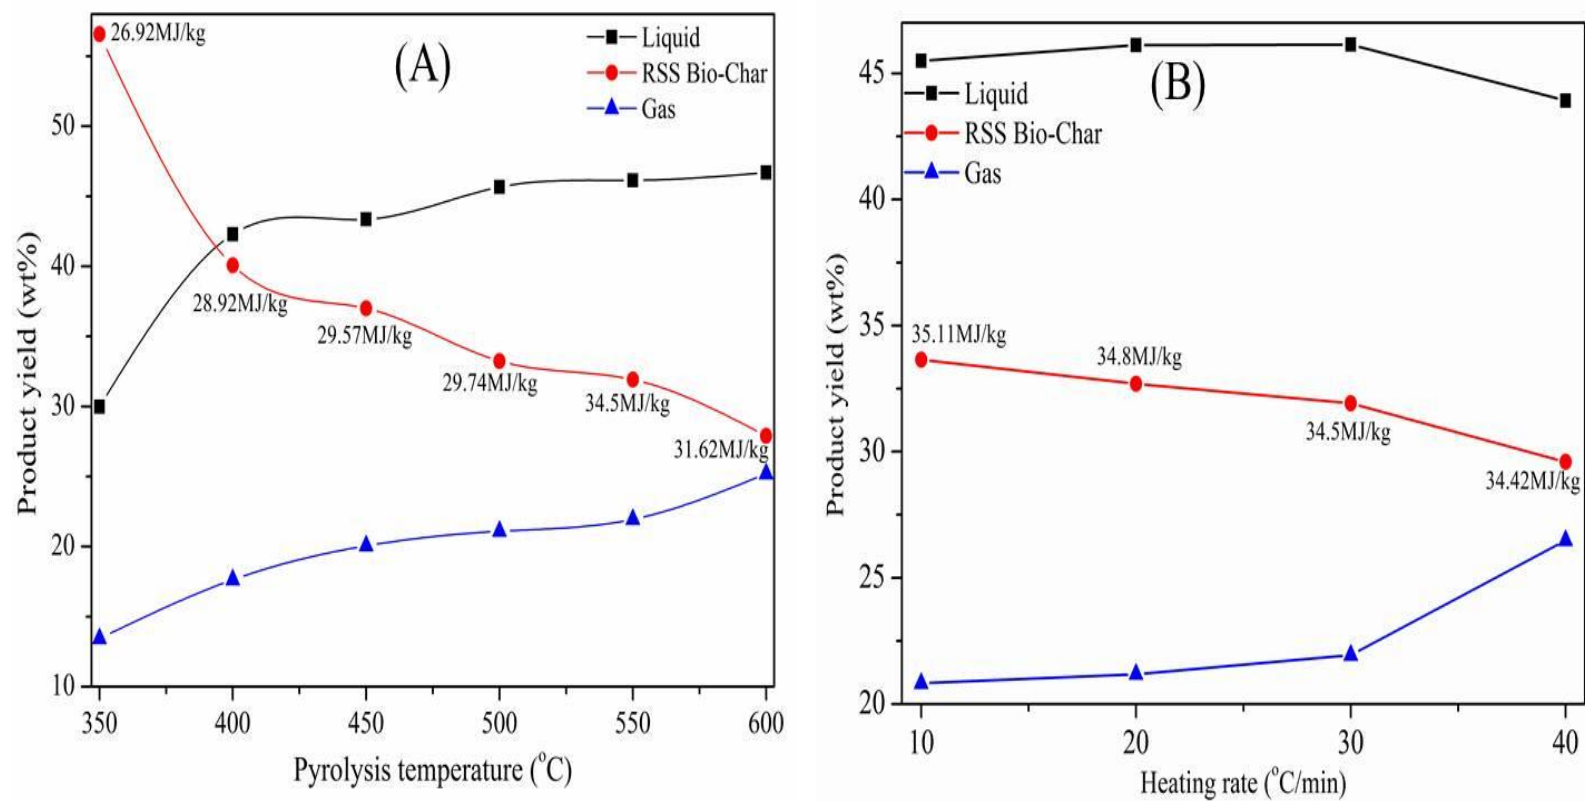 26.92MJ/kg
(A)
Liquid
RSS Bio-Char
Gas
50
40
30
20
10
28.92MJ/kg
29.57MJ/kg
29.74MJ/kg
34.5MJ/kg
31.62MJ/kg
350 400 450 500 550 600
Product yield (wt%)
Pyrolysis temperature (°C)
(B)
Liquid
RSS Bio-Char
Gas
45
40
35
30
25
20
35.11MJ/kg
34.8MJ/kg
34.5MJ/kg
34.42MJ/kg
10 20 30 40
Product yield (wt%)
Heating rate (°C/min)